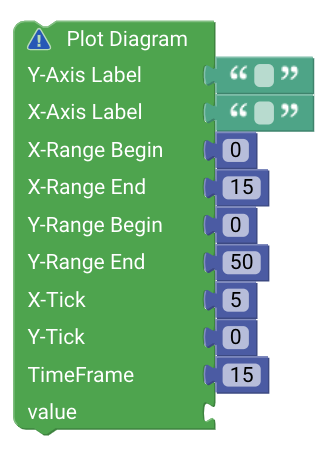 Plot Diagram
Y-Axis Label “ ”
X-Axis Label “ ”
X-Range Begin 0
X-Range End 15
Y-Range Begin 0
Y-Range End 50
X-Tick 5
Y-Tick 0
TimeFrame 15
value